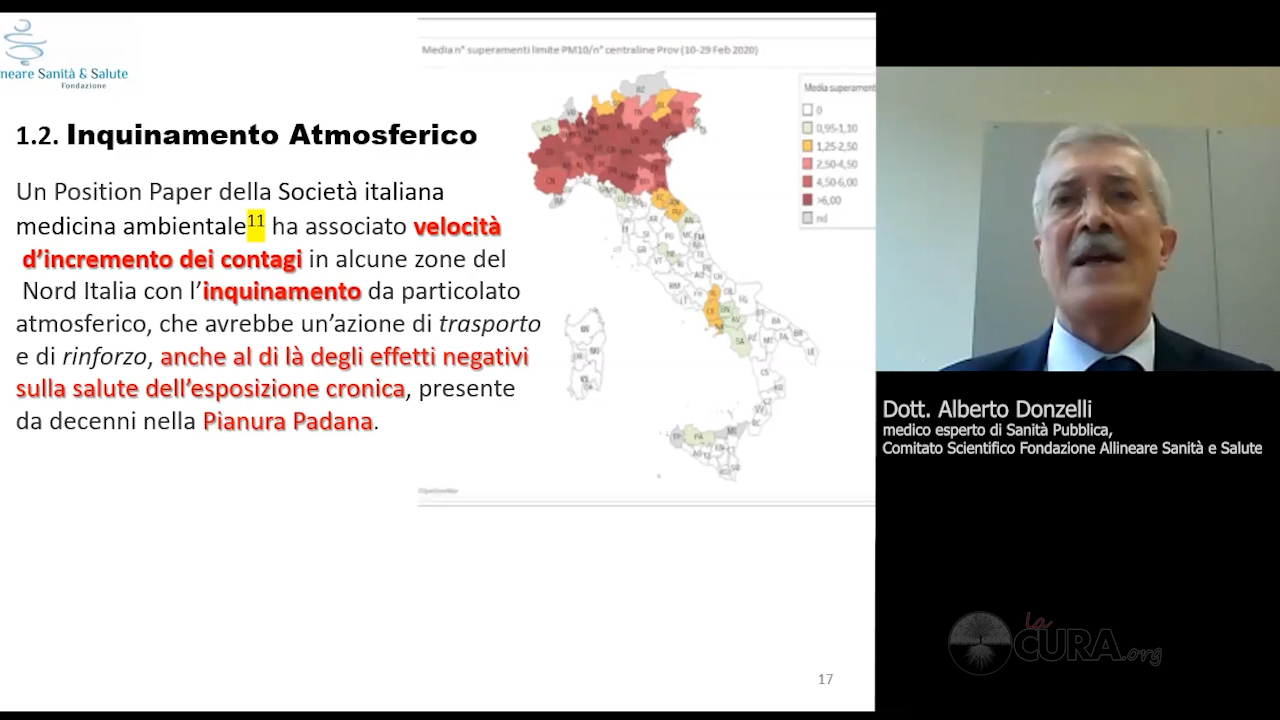 neare Sanità & Salute
Fondazione
1.2. Inquinamento Atmosferico
Un Position Paper della Società italiana
medicina ambientale11 ha associato velocità
d'incremento dei contagi in alcune zone del
Nord Italia con l'inquinamento da particolato
atmosferico, che avrebbe un'azione di trasporto
e di rinforzo, anche al di là degli effetti negativi
sulla salute dell'esposizione cronica, presente
da decenni nella Pianura Padana.
Media n° superamenti limite PM10/n° centraline Prov (10-29 Feb 2020)
Media superament
0
0,95-1,10
1,25-2,50
2,50-4,50
4,50-6,00
>6,00
nd
17
Dott. Alberto Donzelli
medico esperto di Sanità Pubblica,
Comitato Scientifico Fondazione Allineare Sanità e Salute
la
CURA.org